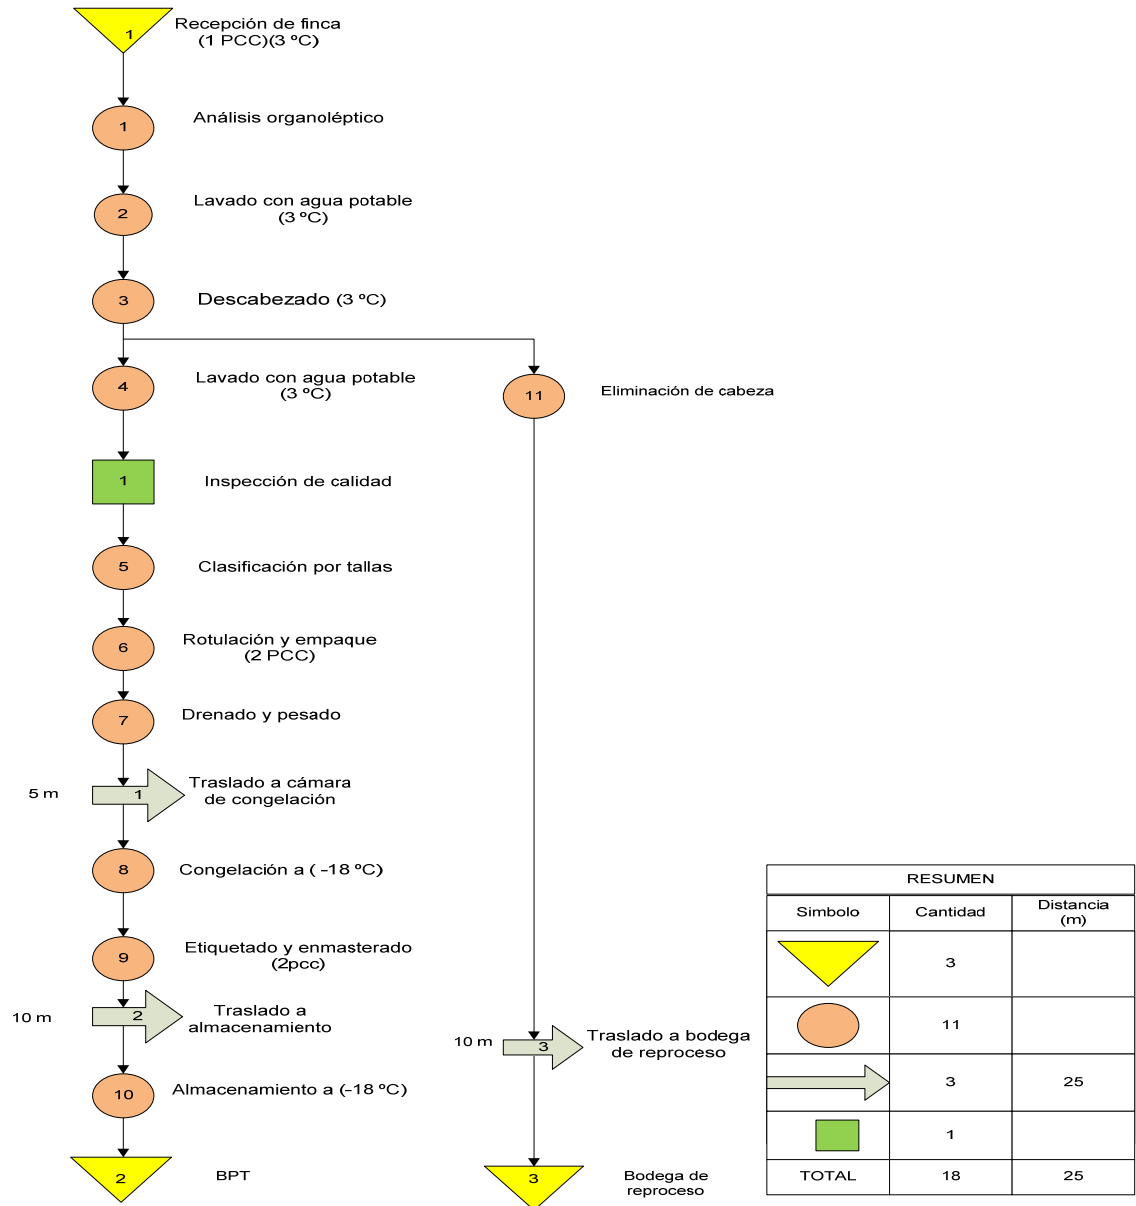 1
Recepción de finca
(1 PCC)(3 ºC)
1
Análisis organoléptico
2
Lavado con agua potable
(3 ºC)
3
Descabezado (3 ºC)
4
Lavado con agua potable
(3 ºC)
11
Eliminación de cabeza
1
Inspección de calidad
5
Clasificación por tallas
6
Rotulación y empaque
(2 PCC)
7
Drenado y pesado
5 m
1
Traslado a cámara
de congelación
8
Congelación a ( -18 ºC)
9
Etiquetado y enmasterado
(2pcc)
10 m
2
Traslado a
almacenamiento
10 m
3
Traslado a bodega
de reproceso
10
Almacenamiento a (-18 ºC)
2
BPT
3
Bodega de
reproceso
RESUMEN
Simbolo Cantidad Distancia
(m)
3
11
3 25
1
TOTAL 18 25